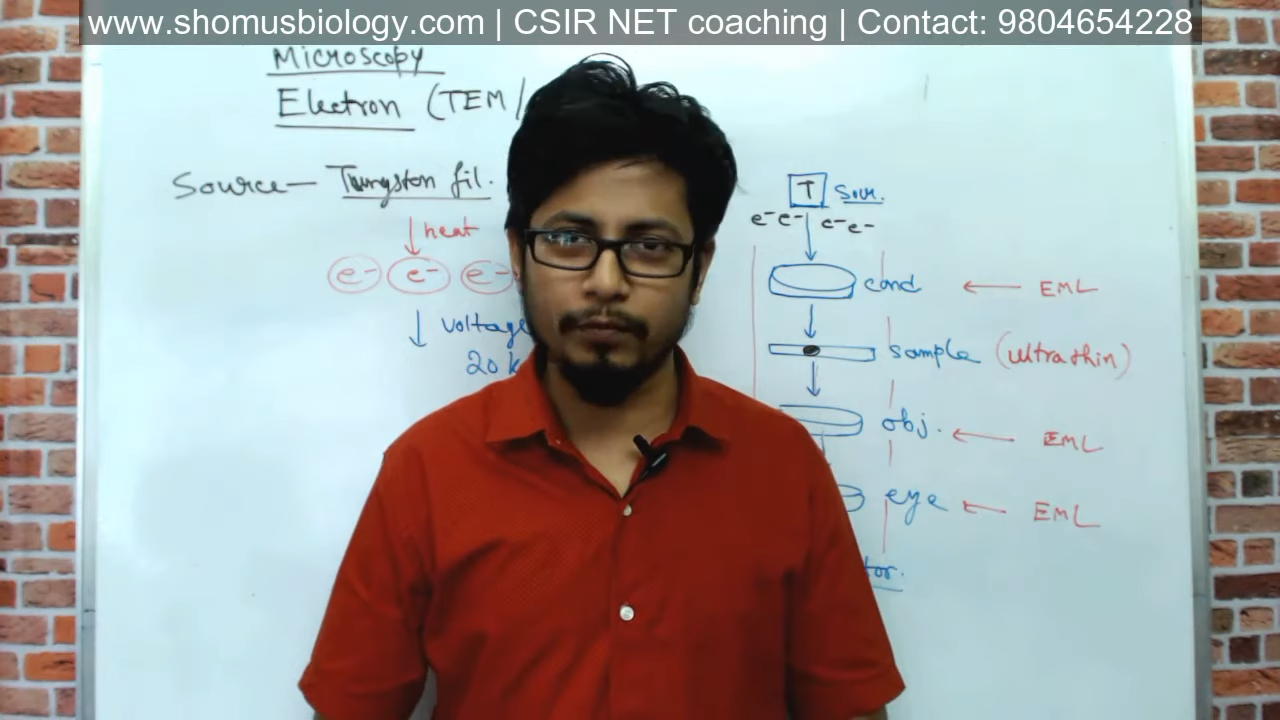 www.shomusbiology.com | CSIR NET coaching | Contact: 9804654228
Microscopy
Electron (TEM/
Source — Tungston fil.
heat
e- e- e-
voltage
20 k
T Sour.
e- e- e- e-
cond ← EML
sample (ultrathin)
obj. ← EML
eye ← EML
tor.